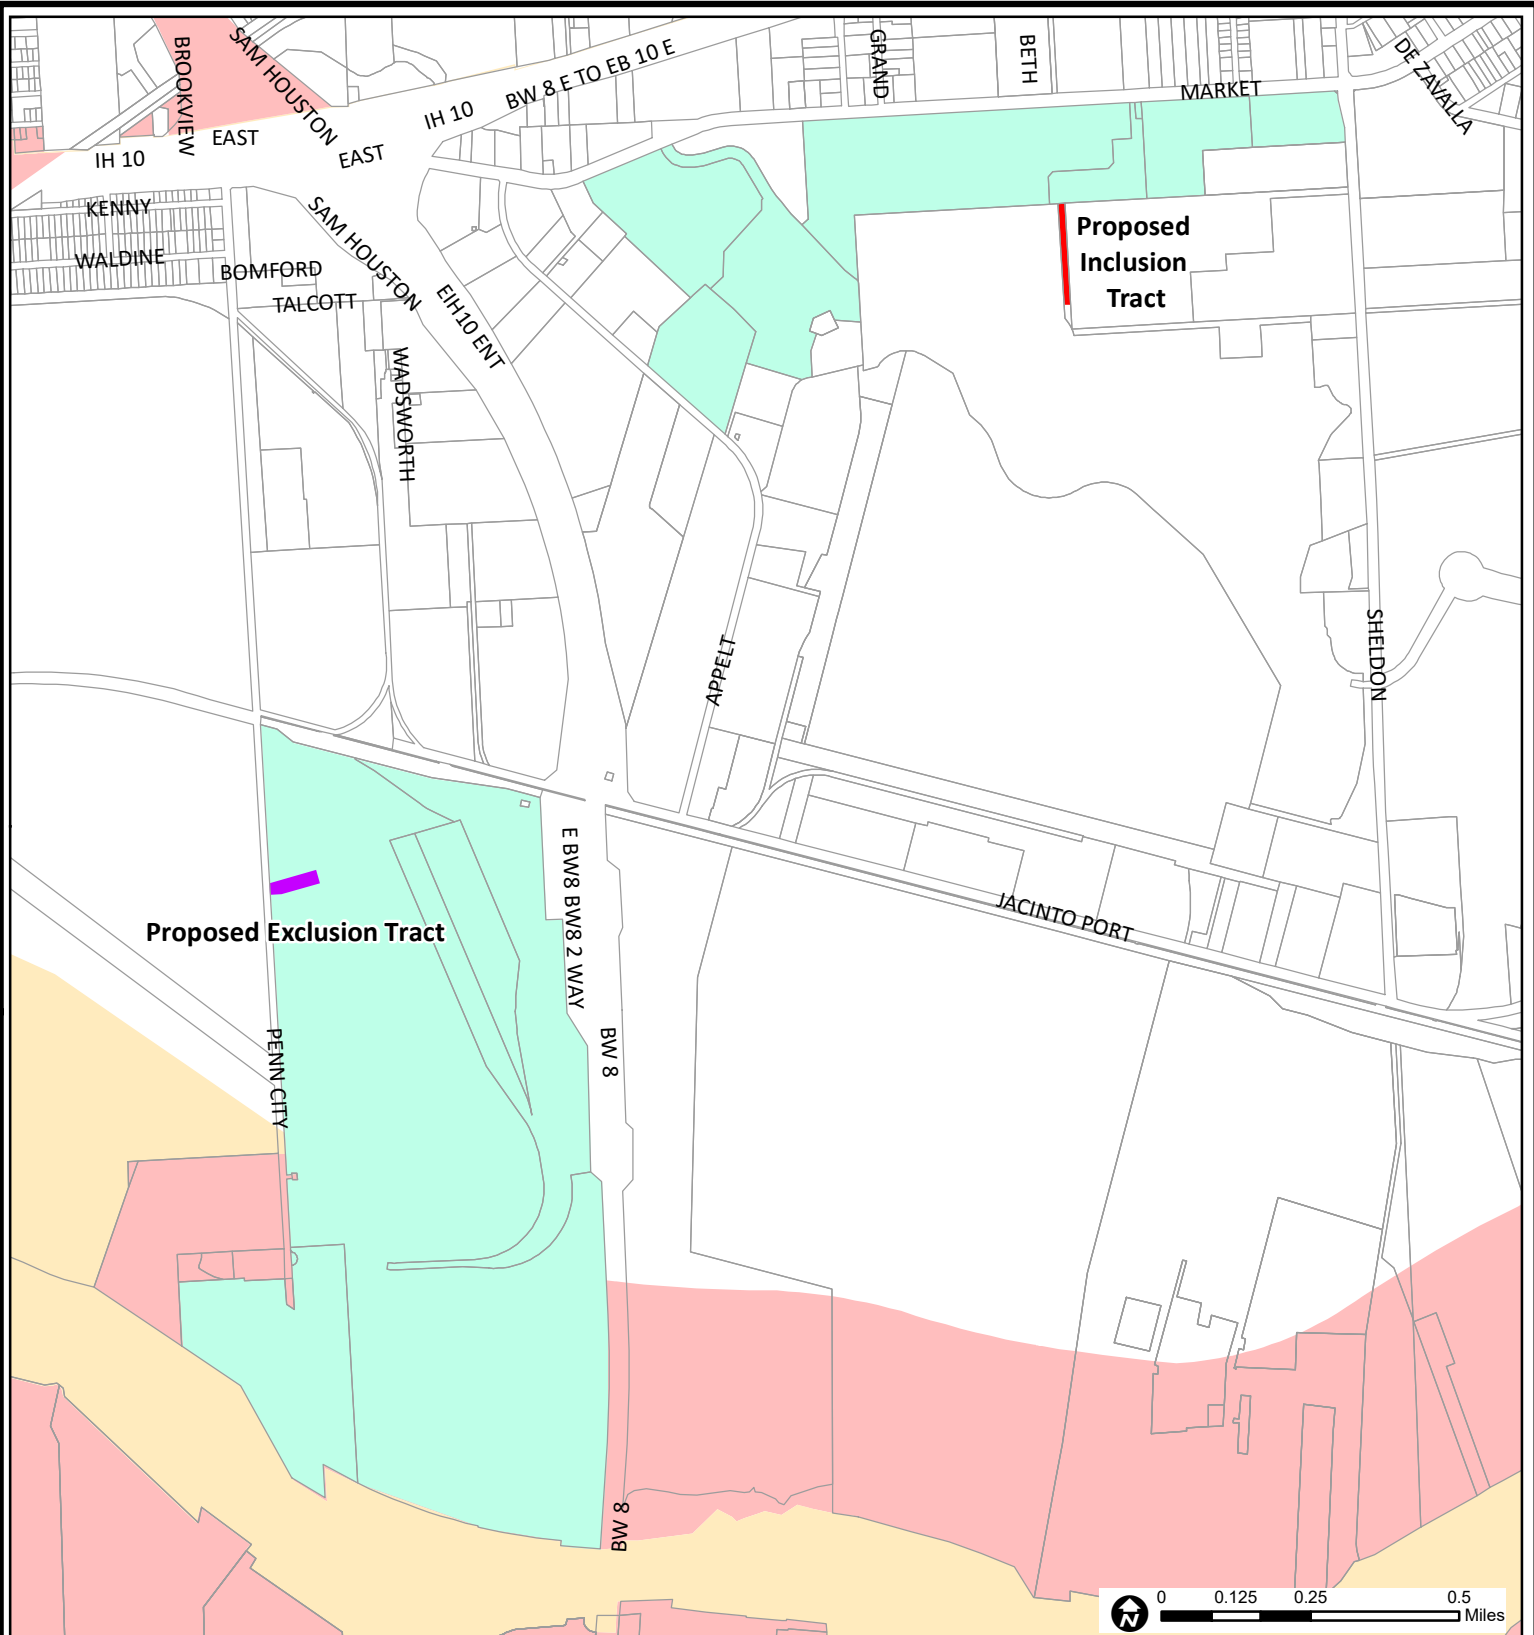 BROOKVIEW
SAM HOUSTON
GRAND
BETH
DE ZAVALLA
BW 8 E TO EB 10 E
IH 10
MARKET
EAST
IH 10
EAST
KENNY
SAM HOUSTON
Proposed
Inclusion
Tract
WALDINE
BOMFORD
TALCOTT
EIH10 ENT
WADSWORTH
APPELT
SHELDON
E BW8 BW8 2 WAY
JACINTO PORT
Proposed Exclusion Tract
PENN CITY
BW 8
BW 8
N
0 0.125 0.25 0.5
Miles